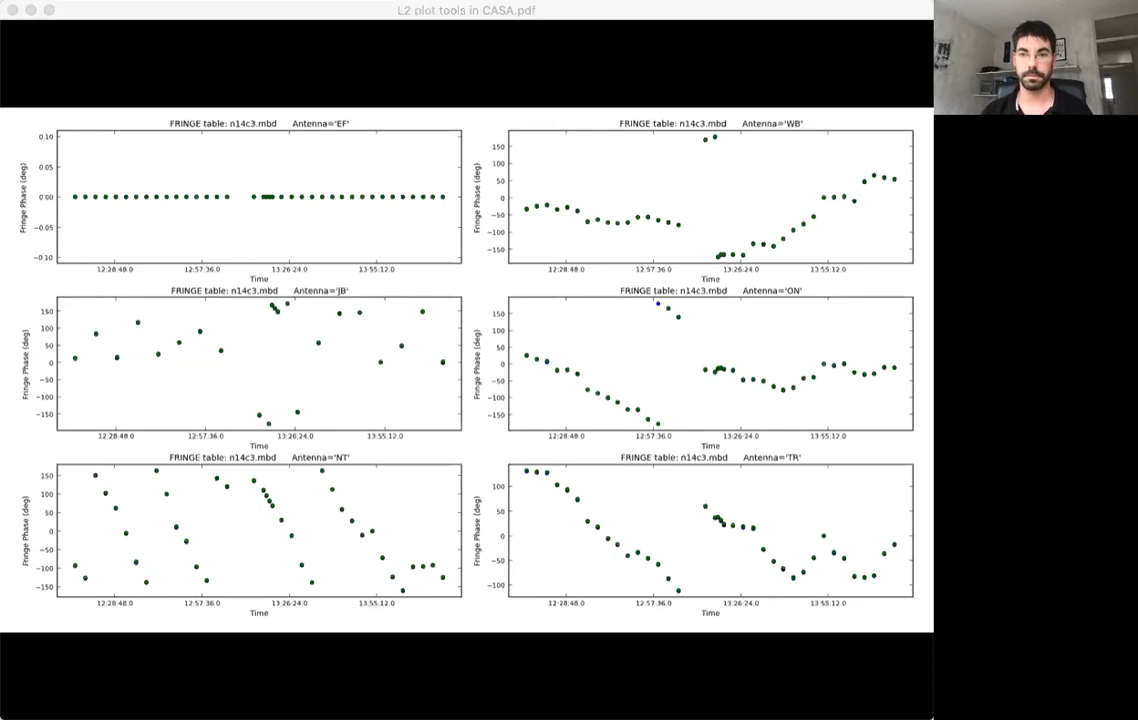 L2 plot tools in CASA.pdf
FRINGE table: n14c3.mbd Antenna='EF'
0.10
0.05
0.00
−0.05
−0.10
Fringe Phase (deg)
12:28:48.0 12:57:36.0 13:26:24.0 13:55:12.0
Time
FRINGE table: n14c3.mbd Antenna='WB'
150
100
50
0
−50
−100
−150
Fringe Phase (deg)
12:28:48.0 12:57:36.0 13:26:24.0 13:55:12.0
Time
FRINGE table: n14c3.mbd Antenna='JB'
150
100
50
0
−50
−100
−150
Fringe Phase (deg)
12:28:48.0 12:57:36.0 13:26:24.0 13:55:12.0
Time
FRINGE table: n14c3.mbd Antenna='ON'
150
100
50
0
−50
−100
−150
Fringe Phase (deg)
12:28:48.0 12:57:36.0 13:26:24.0 13:55:12.0
Time
FRINGE table: n14c3.mbd Antenna='NT'
150
100
50
0
−50
−100
−150
Fringe Phase (deg)
12:28:48.0 12:57:36.0 13:26:24.0 13:55:12.0
Time
FRINGE table: n14c3.mbd Antenna='TR'
100
50
0
−50
−100
Fringe Phase (deg)
12:28:48.0 12:57:36.0 13:26:24.0 13:55:12.0
Time